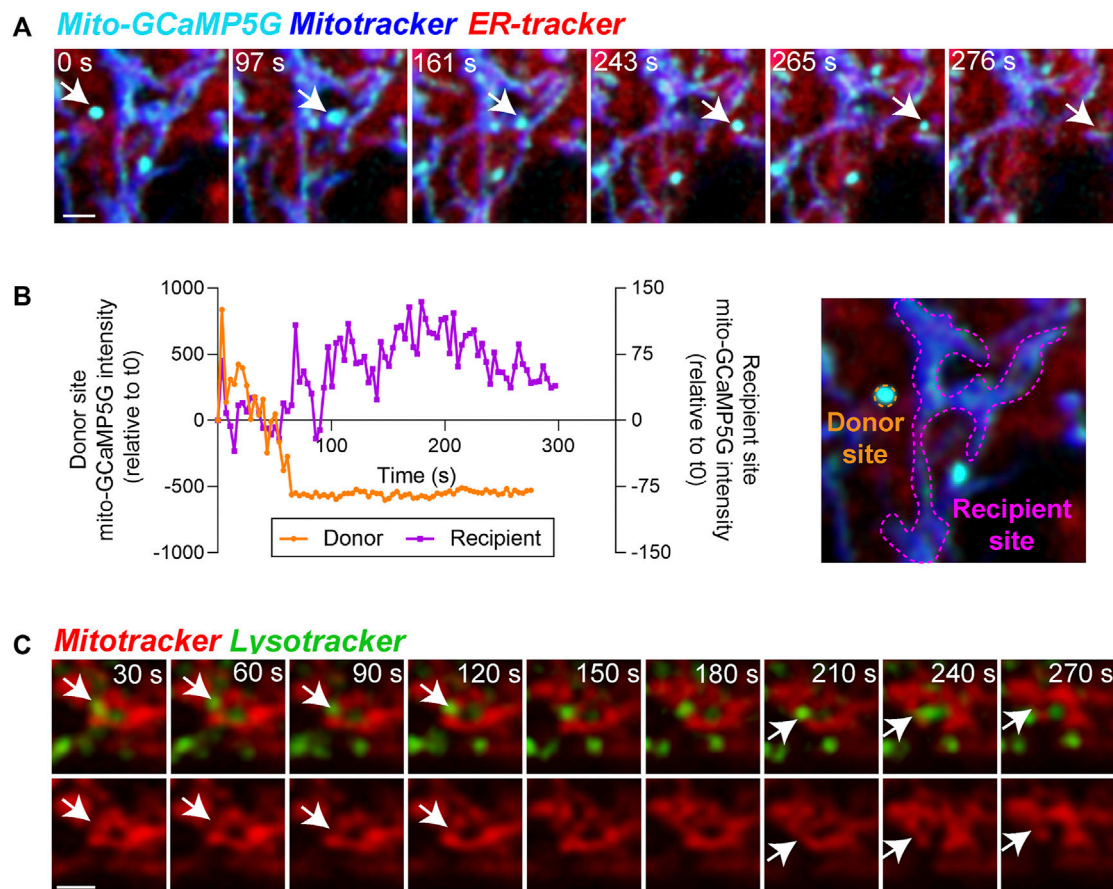 A
Mito-GCaMP5G Mitotracker ER-tracker
0 s
97 s
161 s
243 s
265 s
276 s
B
Donor site
mito-GCaMP5G intensity
(relative to t0)
1000
500
0
-500
-1000
100
200
300
Time (s)
Donor
Recipient
150
75
0
-75
-150
Recipient site
mito-GCaMP5G intensity
(relative to t0)
Donor
site
Recipient
site
C
Mitotracker Lysotracker
30 s
60 s
90 s
120 s
150 s
180 s
210 s
240 s
270 s